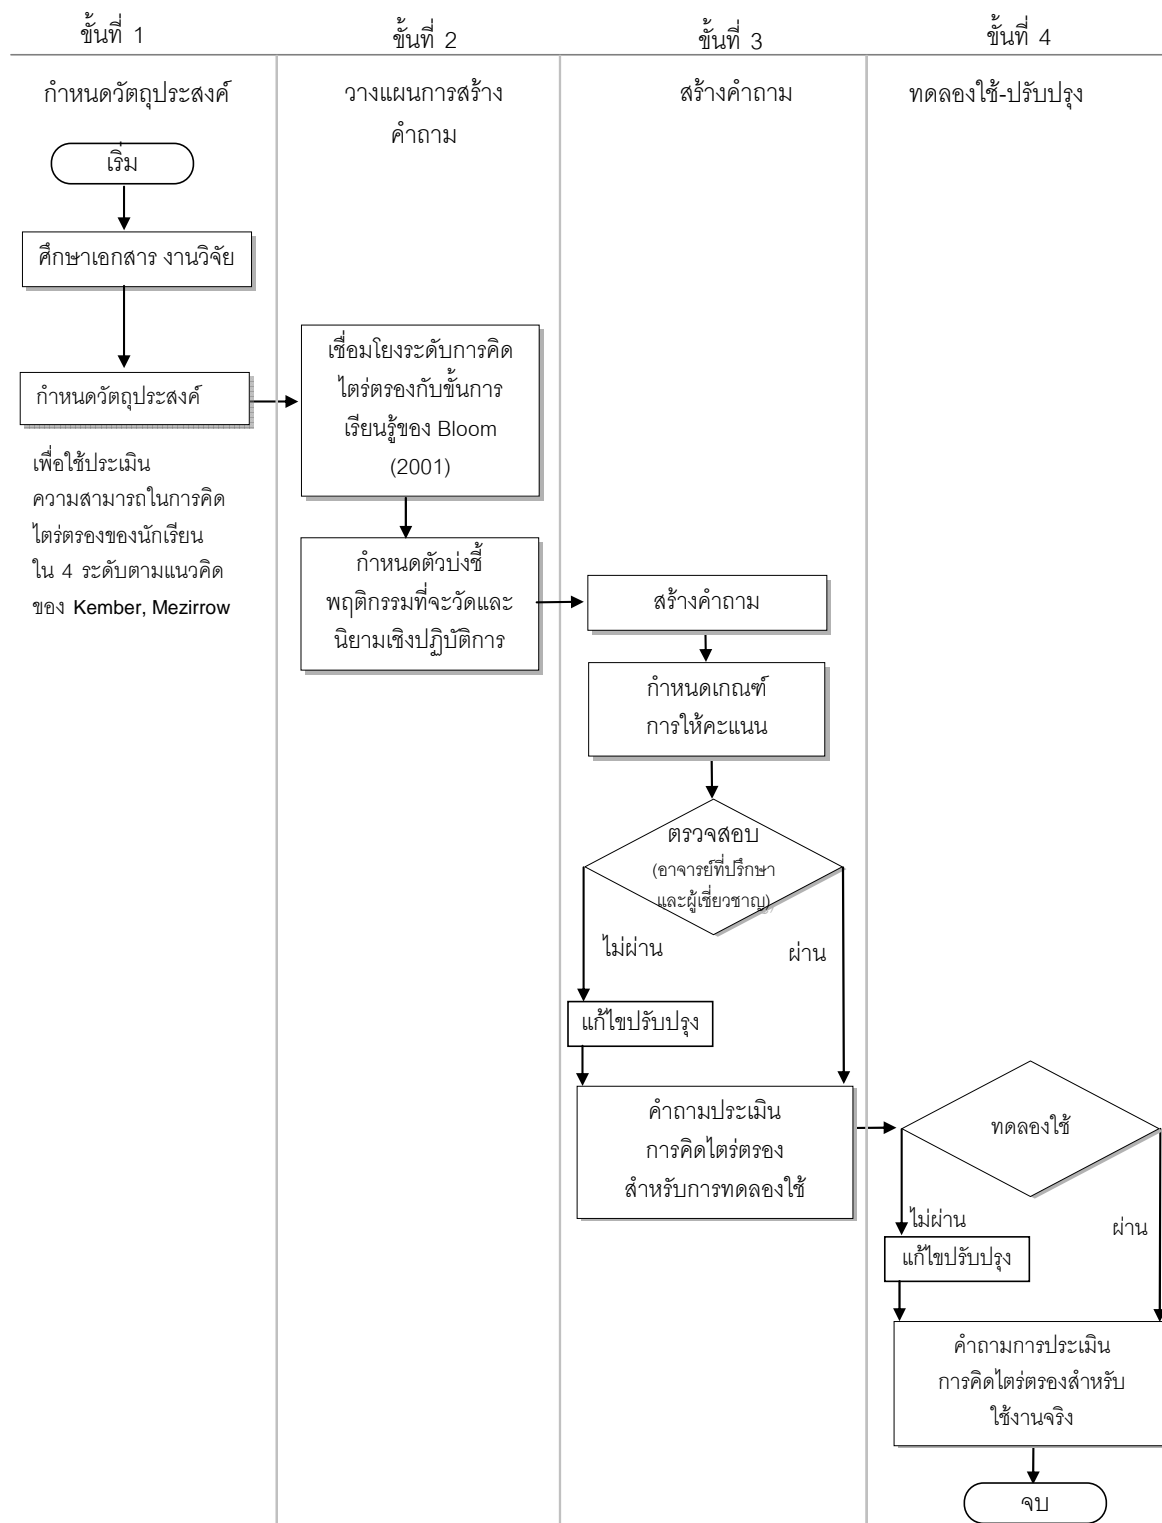 ขั้นที่ 1
ขั้นที่ 2
ขั้นที่ 3
ขั้นที่ 4
กำหนดวัตถุประสงค์
วางแผนการสร้าง
คำถาม
สร้างคำถาม
ทดลองใช้-ปรับปรุง
เริ่ม
ศึกษาเอกสาร งานวิจัย
กำหนดวัตถุประสงค์
เพื่อใช้ประเมิน
ความสามารถในการคิด
ไตร่ตรองของนักเรียน
ใน 4 ระดับตามแนวคิด
ของ Kember, Mezirrow
เชื่อมโยงระดับการคิด
ไตร่ตรองกับขั้นการ
เรียนรู้ของ Bloom
(2001)
กำหนดตัวบ่งชี้
พฤติกรรมที่จะวัดและ
นิยามเชิงปฏิบัติการ
สร้างคำถาม
กำหนดเกณฑ์
การให้คะแนน
ตรวจสอบ
(อาจารย์ที่ปรึกษา
และผู้เชี่ยวชาญ)
ไม่ผ่าน
ผ่าน
แก้ไขปรับปรุง
คำถามประเมิน
การคิดไตร่ตรอง
สำหรับการทดลองใช้
ทดลองใช้
ไม่ผ่าน
ผ่าน
แก้ไขปรับปรุง
คำถามการประเมิน
การคิดไตร่ตรองสำหรับ
ใช้งานจริง
จบ